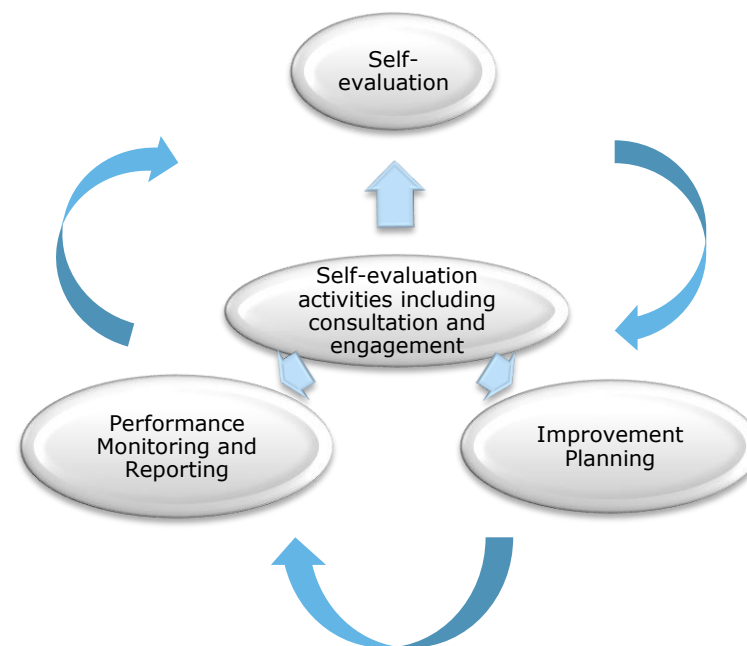 Self-
evaluation
Self-evaluation
activities including
consultation and
engagement
Performance
Monitoring and
Reporting
Improvement
Planning